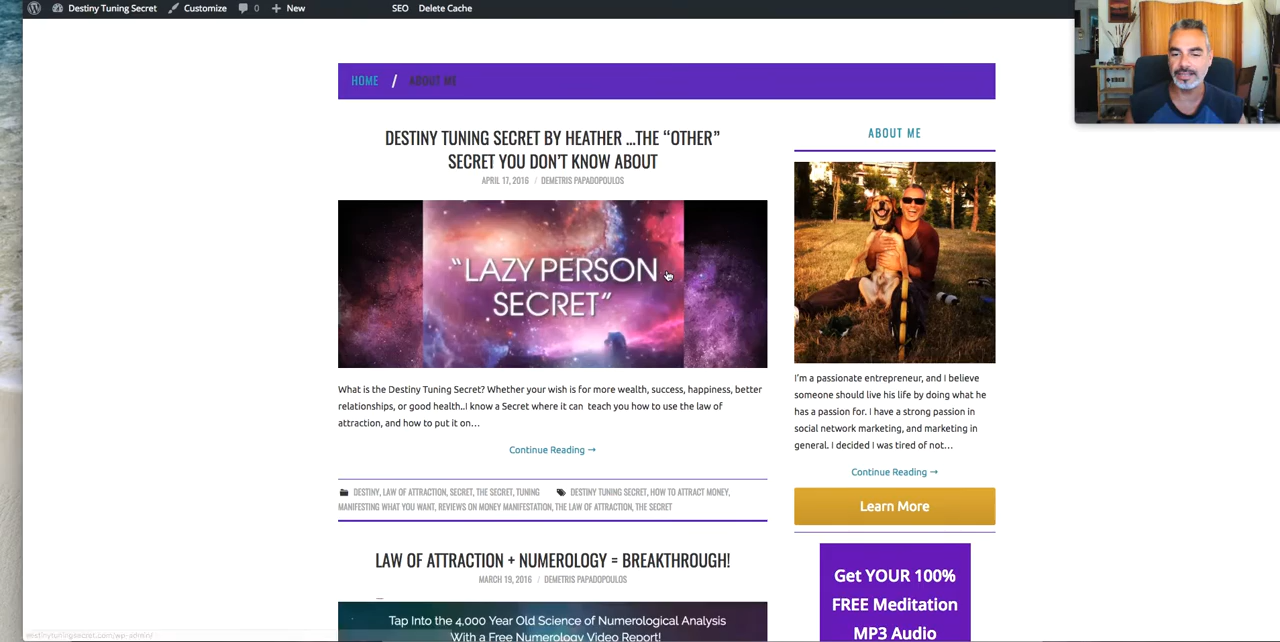 Destiny Tuning Secret Customize 0 New SEO Delete Cache
HOME / ABOUT ME
DESTINY TUNING SECRET BY HEATHER …THE “OTHER”
SECRET YOU DON’T KNOW ABOUT
APRIL 17, 2016 / DEMETRIS PAPADOPOULOS
“LAZY PERSON
SECRET”
What is the Destiny Tuning Secret? Whether your wish is for more wealth, success, happiness, better
relationships, or good health..I know a Secret where it can teach you how to use the law of
attraction, and how to put it on…
Continue Reading →
DESTINY, LAW OF ATTRACTION, SECRET, THE SECRET, TUNING DESTINY TUNING SECRET, HOW TO ATTRACT MONEY,
MANIFESTING WHAT YOU WANT, REVIEWS ON MONEY MANIFESTATION, THE LAW OF ATTRACTION, THE SECRET
LAW OF ATTRACTION + NUMEROLOGY = BREAKTHROUGH!
MARCH 19, 2016 / DEMETRIS PAPADOPOULOS
Tap Into the 4,000 Year Old Science of Numerological Analysis
With a Free Numerology Video Report!
ABOUT ME
I’m a passionate entrepreneur, and I believe
someone should live his life by doing what he
has a passion for. I have a strong passion in
social network marketing, and marketing in
general. I decided I was tired of not…
Continue Reading →
Learn More
Get YOUR 100%
FREE Meditation
MP3 Audio
destinytuningsecret.com/wp-admin/